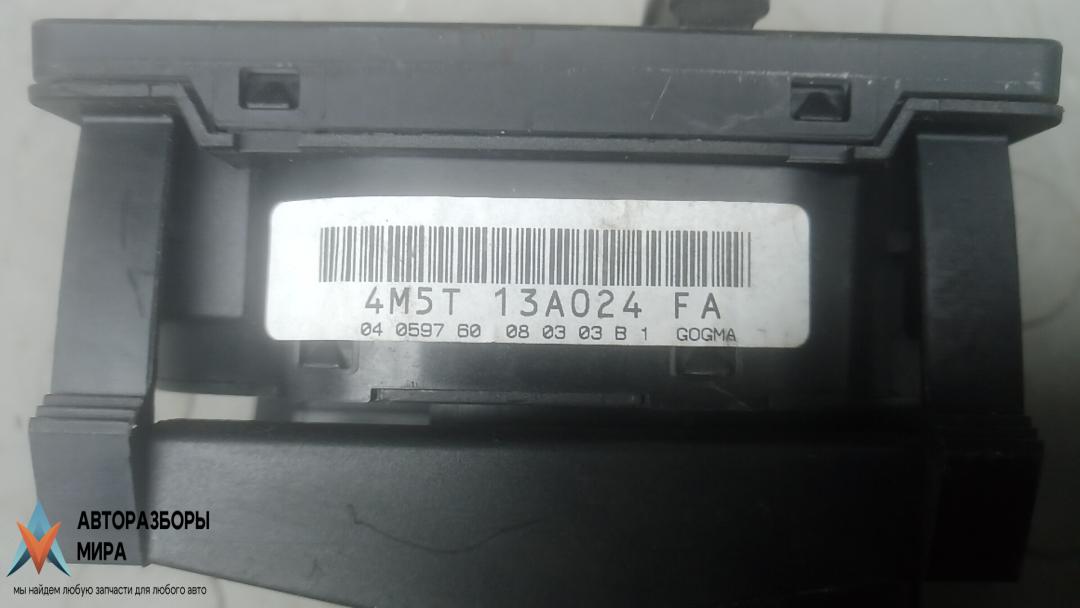 4M5T 13A024 FA
04 0597 60 08 03 03 B 1 GOGMA
АВТОРАЗБОРЫ
МИРА
мы найдем любую запчасти для любого авто